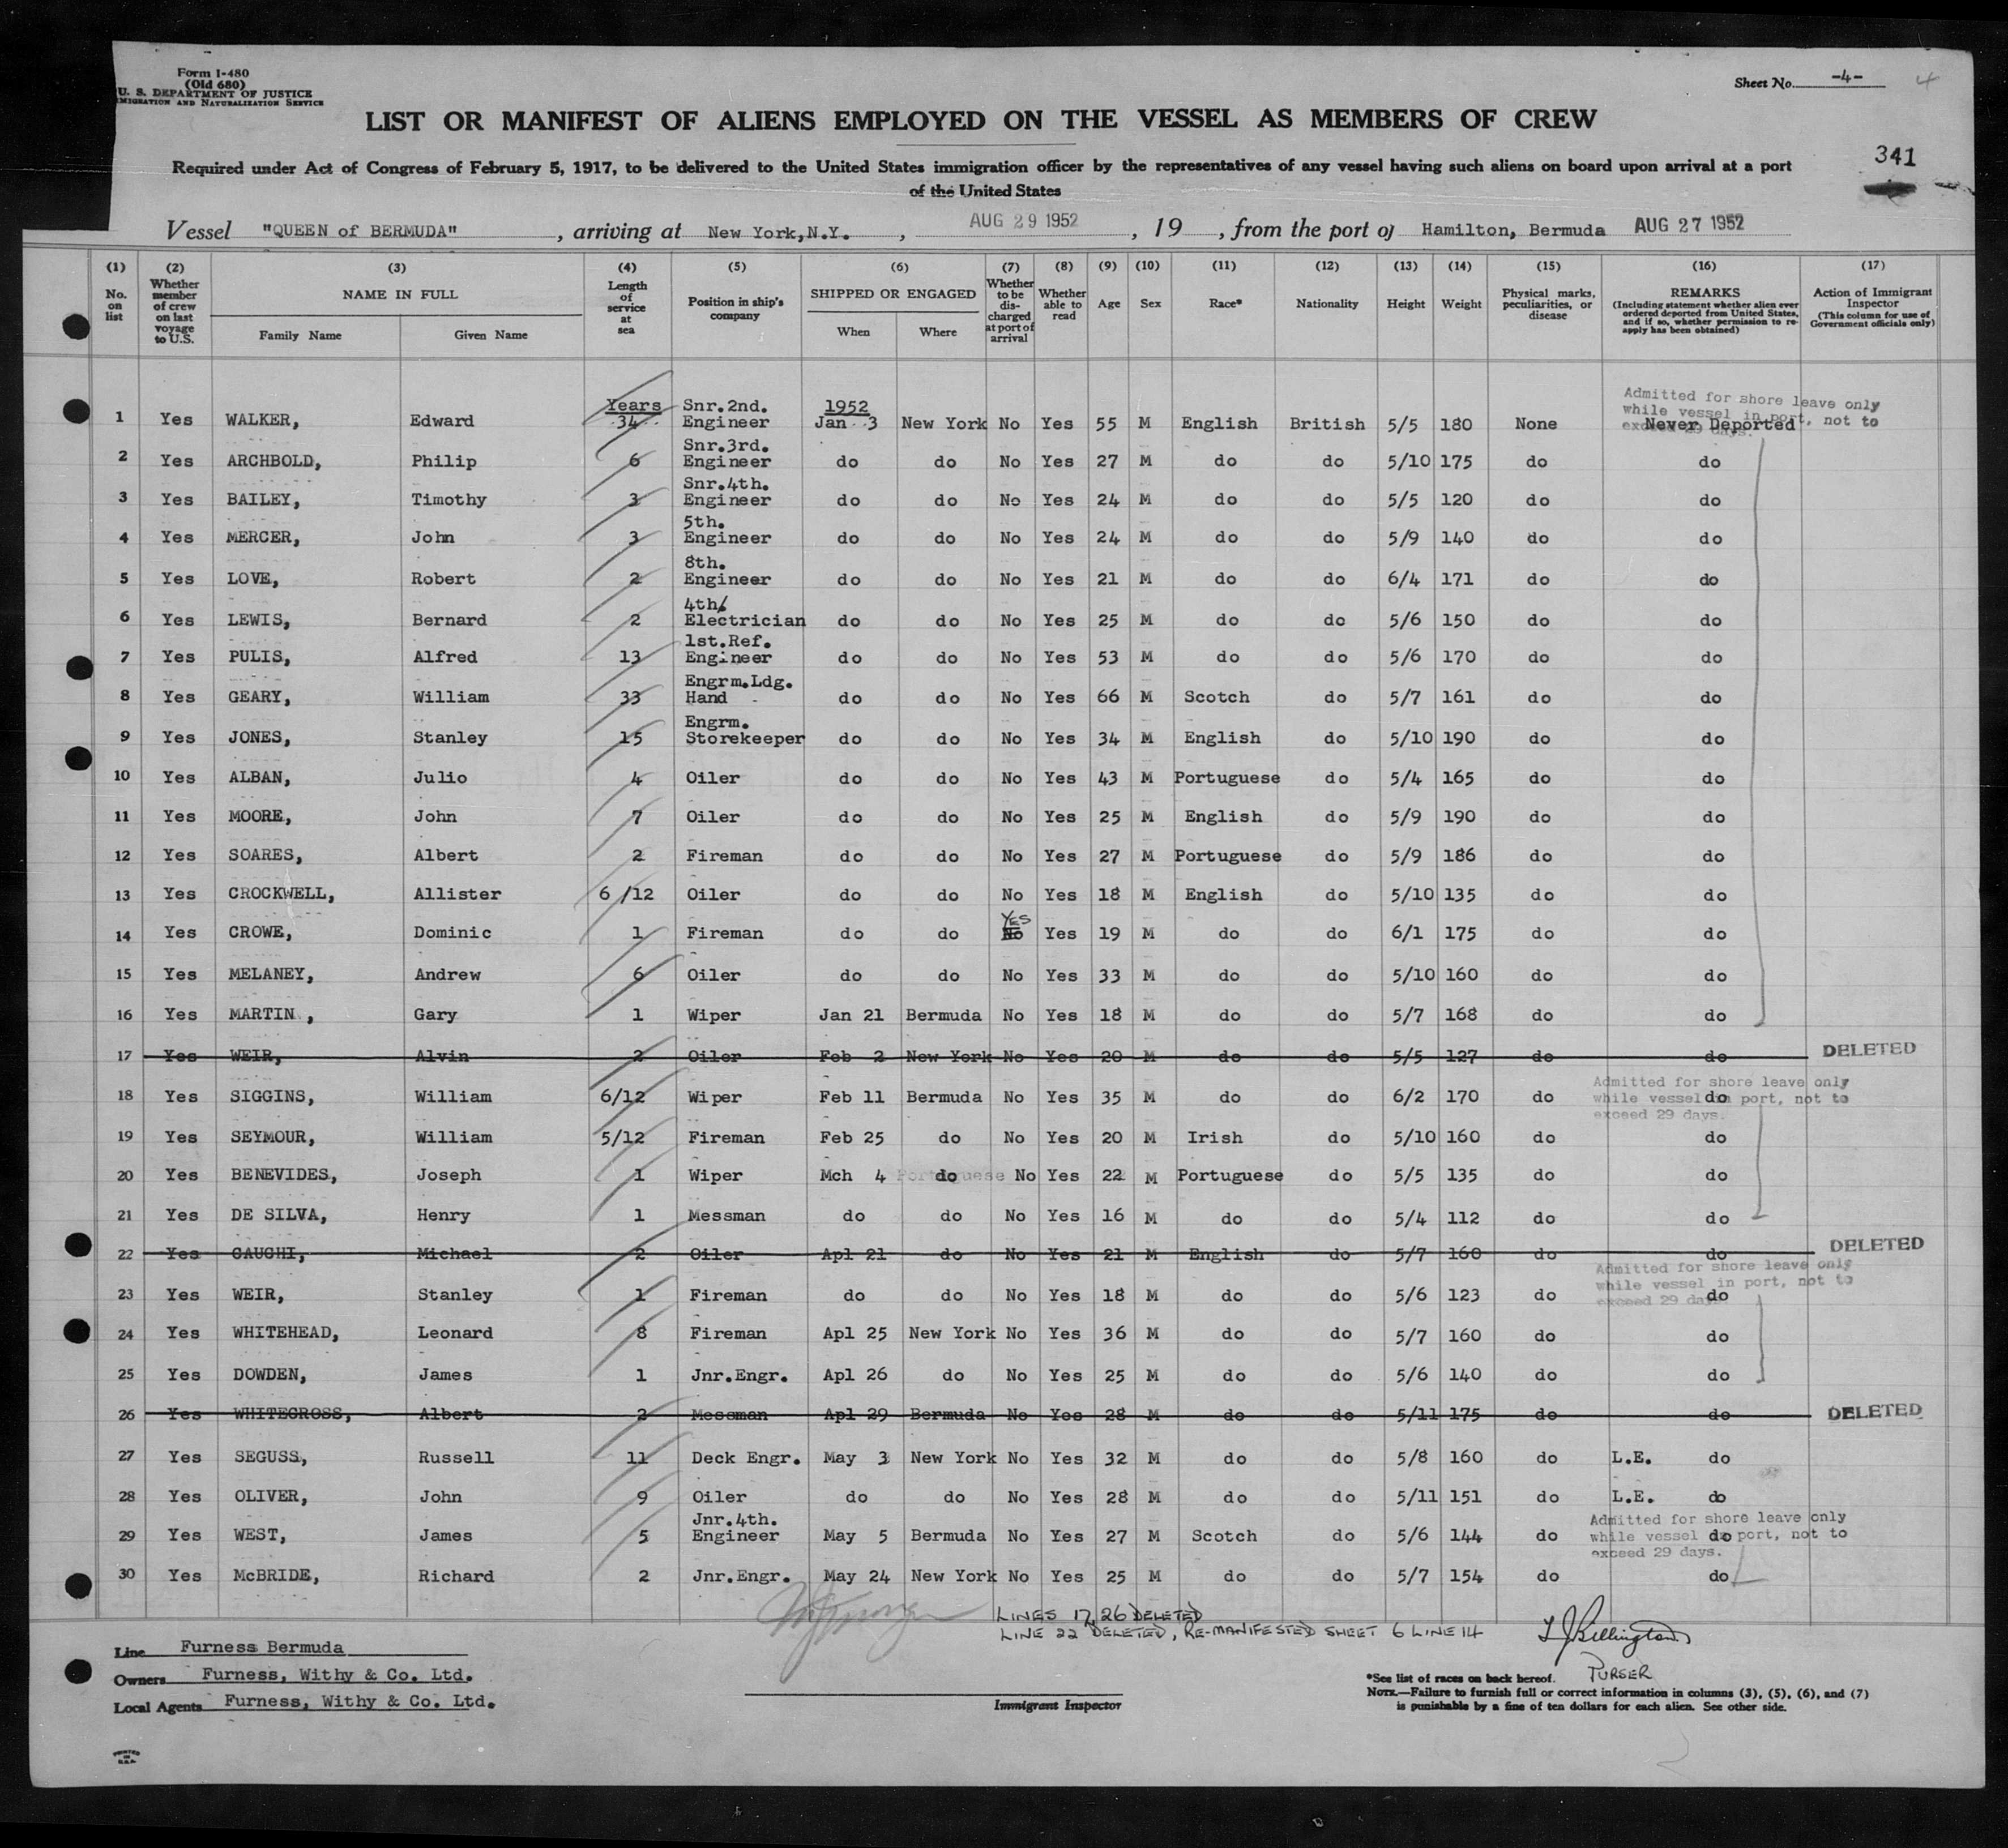 Form I-480
(Old 680)
U. S. DEPARTMENT OF JUSTICE
IMMIGRATION AND NATURALIZATION SERVICE
Sheet No. -4- 4
LIST OR MANIFEST OF ALIENS EMPLOYED ON THE VESSEL AS MEMBERS OF CREW
341
Required under Act of Congress of February 5, 1917, to be delivered to the United States immigration officer by the representatives of any vessel having such aliens on board upon arrival at a port
of the United States
Vessel "QUEEN of BERMUDA", arriving at New York,N.Y., AUG 29 1952, 19 , from the port of Hamilton, Bermuda AUG 27 1952
(1) No. on list
(2) Whether member of crew on last voyage to U.S.
(3) NAME IN FULL Family Name Given Name
(4) Length of service at sea
(5) Position in ship's company
(6) SHIPPED OR ENGAGED When Where
(7) Whether to be discharged at port of arrival
(8) Whether able to read
(9) Age
(10) Sex
(11) Race*
(12) Nationality
(13) Height
(14) Weight
(15) Physical marks, peculiarities, or disease
(16) REMARKS (Including statement whether alien ever ordered deported from United States, and if so, whether permission to re-apply has been obtained)
(17) Action of Immigrant Inspector (This column for use of Government officials only)
Admitted for shore leave only
while vessel in port, not to
exceed 29 days.
1 Yes WALKER, Edward Years 34 Snr.2nd. Engineer 1952 Jan 3 New York No Yes 55 M English British 5/5 180 None Never Deported
2 Yes ARCHBOLD, Philip 6 Snr.3rd. Engineer do do No Yes 27 M do do 5/10 175 do do
3 Yes BAILEY, Timothy 3 Snr.4th. Engineer do do No Yes 24 M do do 5/5 120 do do
4 Yes MERCER, John 3 5th. Engineer do do No Yes 24 M do do 5/9 140 do do
5 Yes LOVE, Robert 2 8th. Engineer do do No Yes 21 M do do 6/4 171 do do
6 Yes LEWIS, Bernard 2 4th. Electrician do do No Yes 25 M do do 5/6 150 do do
7 Yes PULIS, Alfred 13 1st.Ref. Engineer do do No Yes 53 M do do 5/6 170 do do
8 Yes GEARY, William 33 Engrm.Ldg. Hand do do No Yes 66 M Scotch do 5/7 161 do do
9 Yes JONES, Stanley 15 Engrm. Storekeeper do do No Yes 34 M English do 5/10 190 do do
10 Yes ALBAN, Julio 4 Oiler do do No Yes 43 M Portuguese do 5/4 165 do do
11 Yes MOORE, John 7 Oiler do do No Yes 25 M English do 5/9 190 do do
12 Yes SOARES, Albert 2 Fireman do do No Yes 27 M Portuguese do 5/9 186 do do
13 Yes CROCKWELL, Allister 6/12 Oiler do do No Yes 18 M English do 5/10 135 do do
14 Yes CROWE, Dominic 1 Fireman do do YES No Yes 19 M do do 6/1 175 do do
15 Yes MELANEY, Andrew 6 Oiler do do No Yes 33 M do do 5/10 160 do do
16 Yes MARTIN, Gary 1 Wiper Jan 21 Bermuda No Yes 18 M do do 5/7 168 do do
17 Yes WEIR, Alvin 2 Oiler Feb 2 New York No Yes 20 M do do 5/5 127 do do DELETED
Admitted for shore leave only
while vessel in port, not to
exceed 29 days.
18 Yes SIGGINS, William 6/12 Wiper Feb 11 Bermuda No Yes 35 M do do 6/2 170 do do
19 Yes SEYMOUR, William 5/12 Fireman Feb 25 do No Yes 20 M Irish do 5/10 160 do do
20 Yes BENEVIDES, Joseph 1 Wiper Mch 4 do No Yes 22 M Portuguese do 5/5 135 do do
21 Yes DE SILVA, Henry 1 Messman do do No Yes 16 M do do 5/4 112 do do
22 Yes GAUCHI, Michael 2 Oiler Apl 21 do No Yes 21 M English do 5/7 160 do do DELETED
Admitted for shore leave only
while vessel in port, not to
exceed 29 days.
23 Yes WEIR, Stanley 1 Fireman do do No Yes 18 M do do 5/6 123 do do
24 Yes WHITEHEAD, Leonard 8 Fireman Apl 25 New York No Yes 36 M do do 5/7 160 do do
25 Yes DOWDEN, James 1 Jnr.Engr. Apl 26 do No Yes 25 M do do 5/6 140 do do
26 Yes WHITECROSS, Albert 2 Messman Apl 29 Bermuda No Yes 28 M do do 5/11 175 do do DELETED
27 Yes SEGUSS, Russell 11 Deck Engr. May 3 New York No Yes 32 M do do 5/8 160 do L.E. do
28 Yes OLIVER, John 9 Oiler do do No Yes 28 M do do 5/11 151 do L.E. do
Admitted for shore leave only
while vessel in port, not to
exceed 29 days.
29 Yes WEST, James 5 Jnr.4th. Engineer May 5 Bermuda No Yes 27 M Scotch do 5/6 144 do do
30 Yes McBRIDE, Richard 2 Jnr.Engr. May 24 New York No Yes 25 M do do 5/7 154 do do
LINES 17, 26 DELETED
LINE 22 DELETED, RE-MANIFESTED SHEET 6 LINE 14
Billington
PURSER
Line Furness Bermuda
Owners Furness, Withy & Co. Ltd.
Local Agents Furness, Withy & Co. Ltd.
Immigrant Inspector
*See list of races on back hereof.
NOTE.—Failure to furnish full or correct information in columns (3), (5), (6), and (7)
is punishable by a fine of ten dollars for each alien. See other side.
PRINTED
IN
U.S.A.